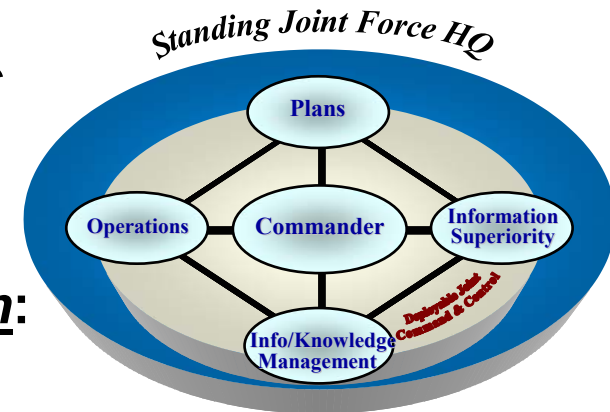 Standing Joint Force HQ
Plans
Operations
Commander
Information
Superiority
n:
Deployable Joint
Command & Control
Info/Knowledge
Management